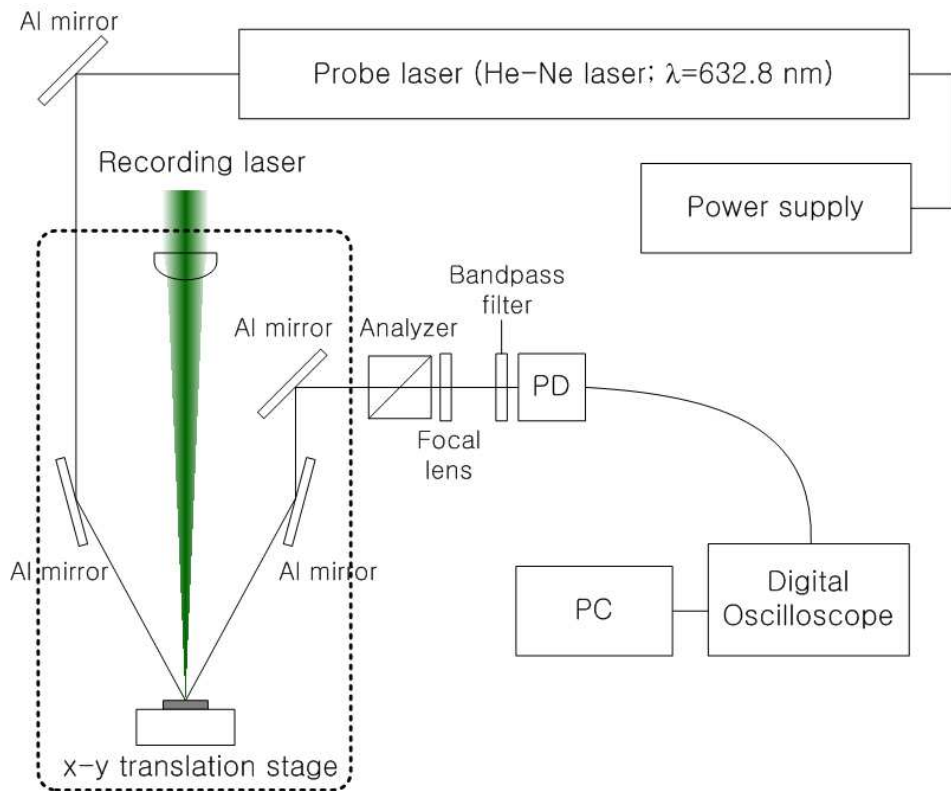 Al mirror
Probe laser (He-Ne laser; λ=632.8 nm)
Recording laser
Power supply
Bandpass
filter
Al mirror
Analyzer
PD
Focal
lens
Al mirror
Al mirror
PC
Digital
Oscilloscope
x-y translation stage